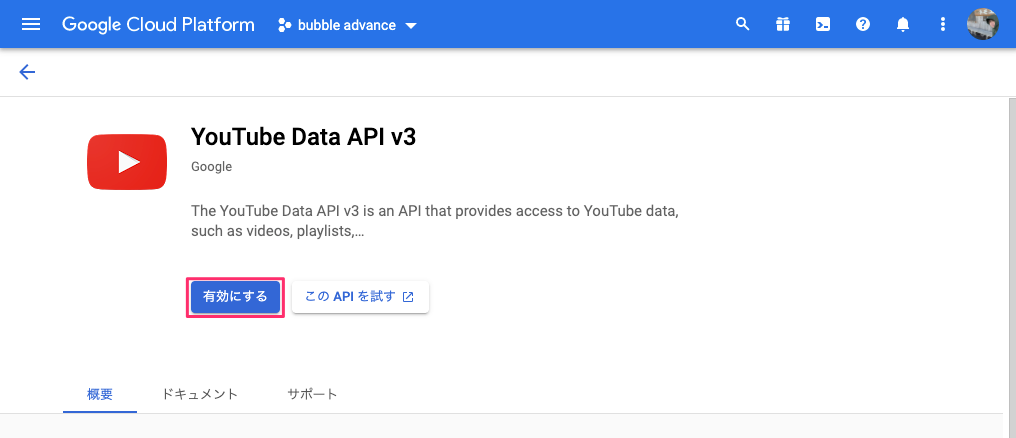 Google Cloud Platform
bubble advance
YouTube Data API v3
Google
The YouTube Data API v3 is an API that provides access to YouTube data,
such as videos, playlists,...
有効にする
この API を試す
概要
ドキュメント
サポート